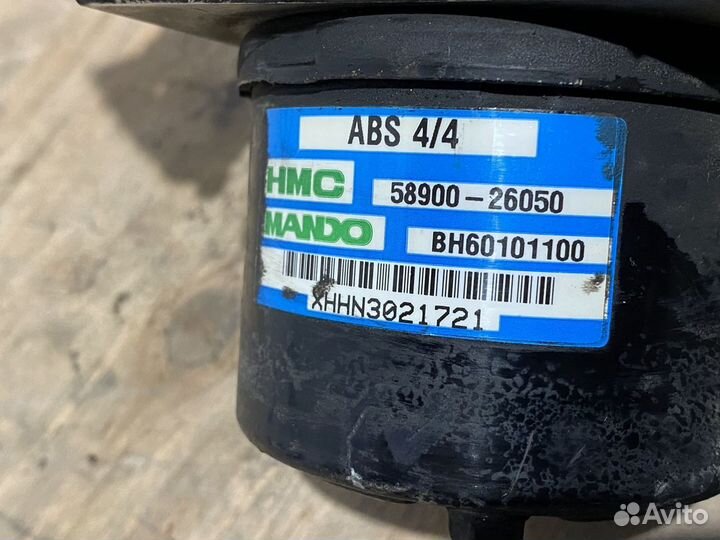 ABS 4/4
HMC 58900-26050
MANDO BH60101100
XHHN3021721
Avito